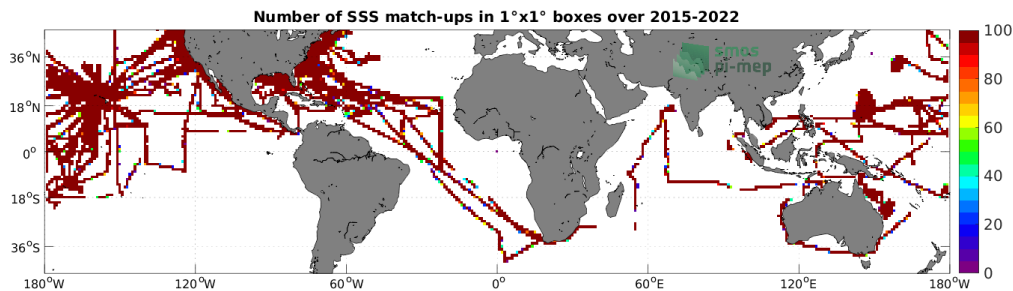 Number of SSS match-ups in 1°x1° boxes over 2015-2022
smos
pi-mep
36°N
18°N
0°
18°S
36°S
180°W
120°W
60°W
0°
60°E
120°E
180°W
100
80
60
40
20
0